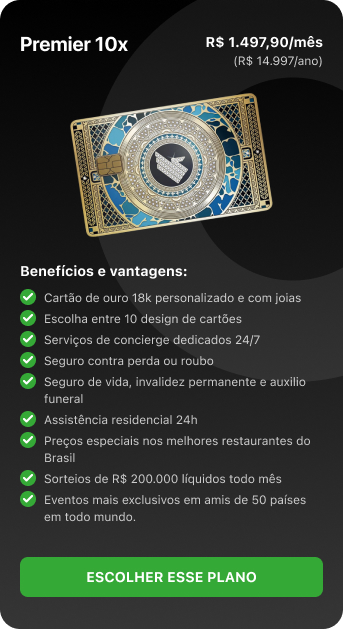 Premier 10x
R$ 1.497,90/mês
(R$ 14.997/ano)
Benefícios e vantagens:
Cartão de ouro 18k personalizado e com joias
Escolha entre 10 design de cartões
Serviços de concierge dedicados 24/7
Seguro contra perda ou roubo
Seguro de vida, invalidez permanente e auxilio
funeral
Assistência residencial 24h
Preços especiais nos melhores restaurantes do
Brasil
Sorteios de R$ 200.000 líquidos todo mês
Eventos mais exclusivos em amis de 50 países
em todo mundo.
ESCOLHER ESSE PLANO